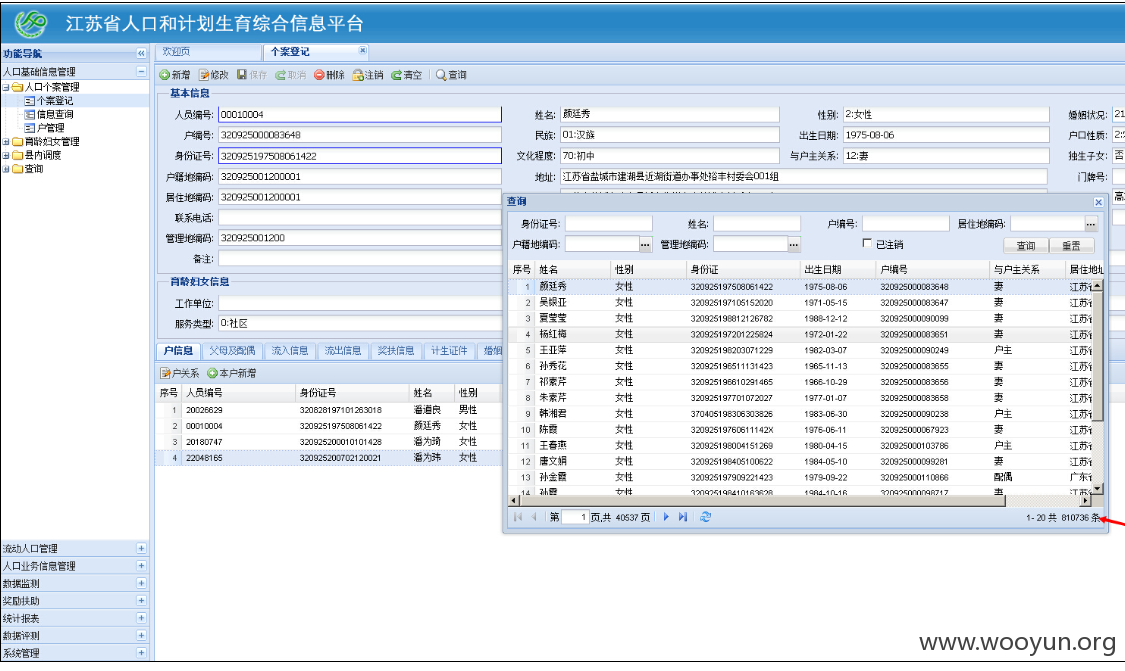 江苏省人口和计划生育综合信息平台
功能导航
欢迎页 个案登记
人口基础信息管理
新增 修改 保存 取消 删除 注销 清空 查询
人口个案管理
个案登记
信息查询
户管理
育龄妇女管理
县内调度
查询
基本信息
人员编号: 00010004 姓名: 颜廷秀 性别: 2:女性 婚姻状况: 21
户编号: 320925000083648 民族: 01:汉族 出生日期: 1975-08-06 户口性质:
身份证号: 320925197508061422 文化程度: 70:初中 与户主关系: 12:妻 独生子女: 否
户籍地编码: 320925001200001 地址: 江苏省盐城市建湖县近湖街道办事处裕丰村委会001组 门牌号:
居住地编码: 320925001200001
联系电话:
管理地编码: 320925001200
备注:
育龄妇女信息
工作单位:
服务类型: 0:社区
户信息 父母及配偶 流入信息 流出信息 奖扶信息 计生证件 婚姻
户关系 本户新增
序号 人员编号 身份证号 姓名 性别
1 20026629 320828197101263018 潘道良 男性
2 00010004 320925197508061422 颜廷秀 女性
3 20180747 320925200010101428 潘为琦 女性
4 22048165 320925200702120021 潘为玮 女性
查询
身份证号: 姓名: 户编号: 居住地编码:
户籍地编码: 管理地编码: 已注销 查询 重置
序号 姓名 性别 身份证 出生日期 户编号 与户主关系 居住地址
1 颜廷秀 女性 320925197508061422 1975-08-06 320925000083648 妻 江苏省
2 女性 320925197105152020 1971-05-15 320925000083647 妻 江苏省
3 夏莹莹 女性 320925198812126782 1988-12-12 320925000090099 妻 江苏省
4 杨红梅 女性 320925197201225824 1972-01-22 320925000083651 妻 江苏省
5 王亚萍 女性 320925198203071229 1982-03-07 320925000090249 户主 江苏省
6 孙秀花 女性 320925196511131423 1965-11-13 320925000083655 妻 江苏省
7 祁素芹 女性 320925196610291465 1966-10-29 320925000083656 妻 江苏省
8 朱素芹 女性 320925197701072027 1977-01-07 320925000083658 妻 江苏省
9 韩湘君 女性 370405198306303826 1983-06-30 320925000090238 户主 江苏省
10 陈霞 女性 32092519760611142X 1976-06-11 320925000067923 妻 江苏省
11 王春燕 女性 320925198004151269 1980-04-15 320925000103786 户主 江苏省
12 唐文娟 女性 320925198405100622 1984-05-10 320925000099281 妻 江苏省
13 孙金霞 女性 320925197909221423 1979-09-22 320925000110866 配偶 广东省
14 孙霞 女性 320925198410163628 1984-10-16 320925000098717 妻 江苏省
第 1 页,共 40537 页 1- 20 共 810736 条
流动人口管理
人口业务信息管理
数据监测
奖励扶助
统计报表
数据评测
系统管理
www.wooyun.org